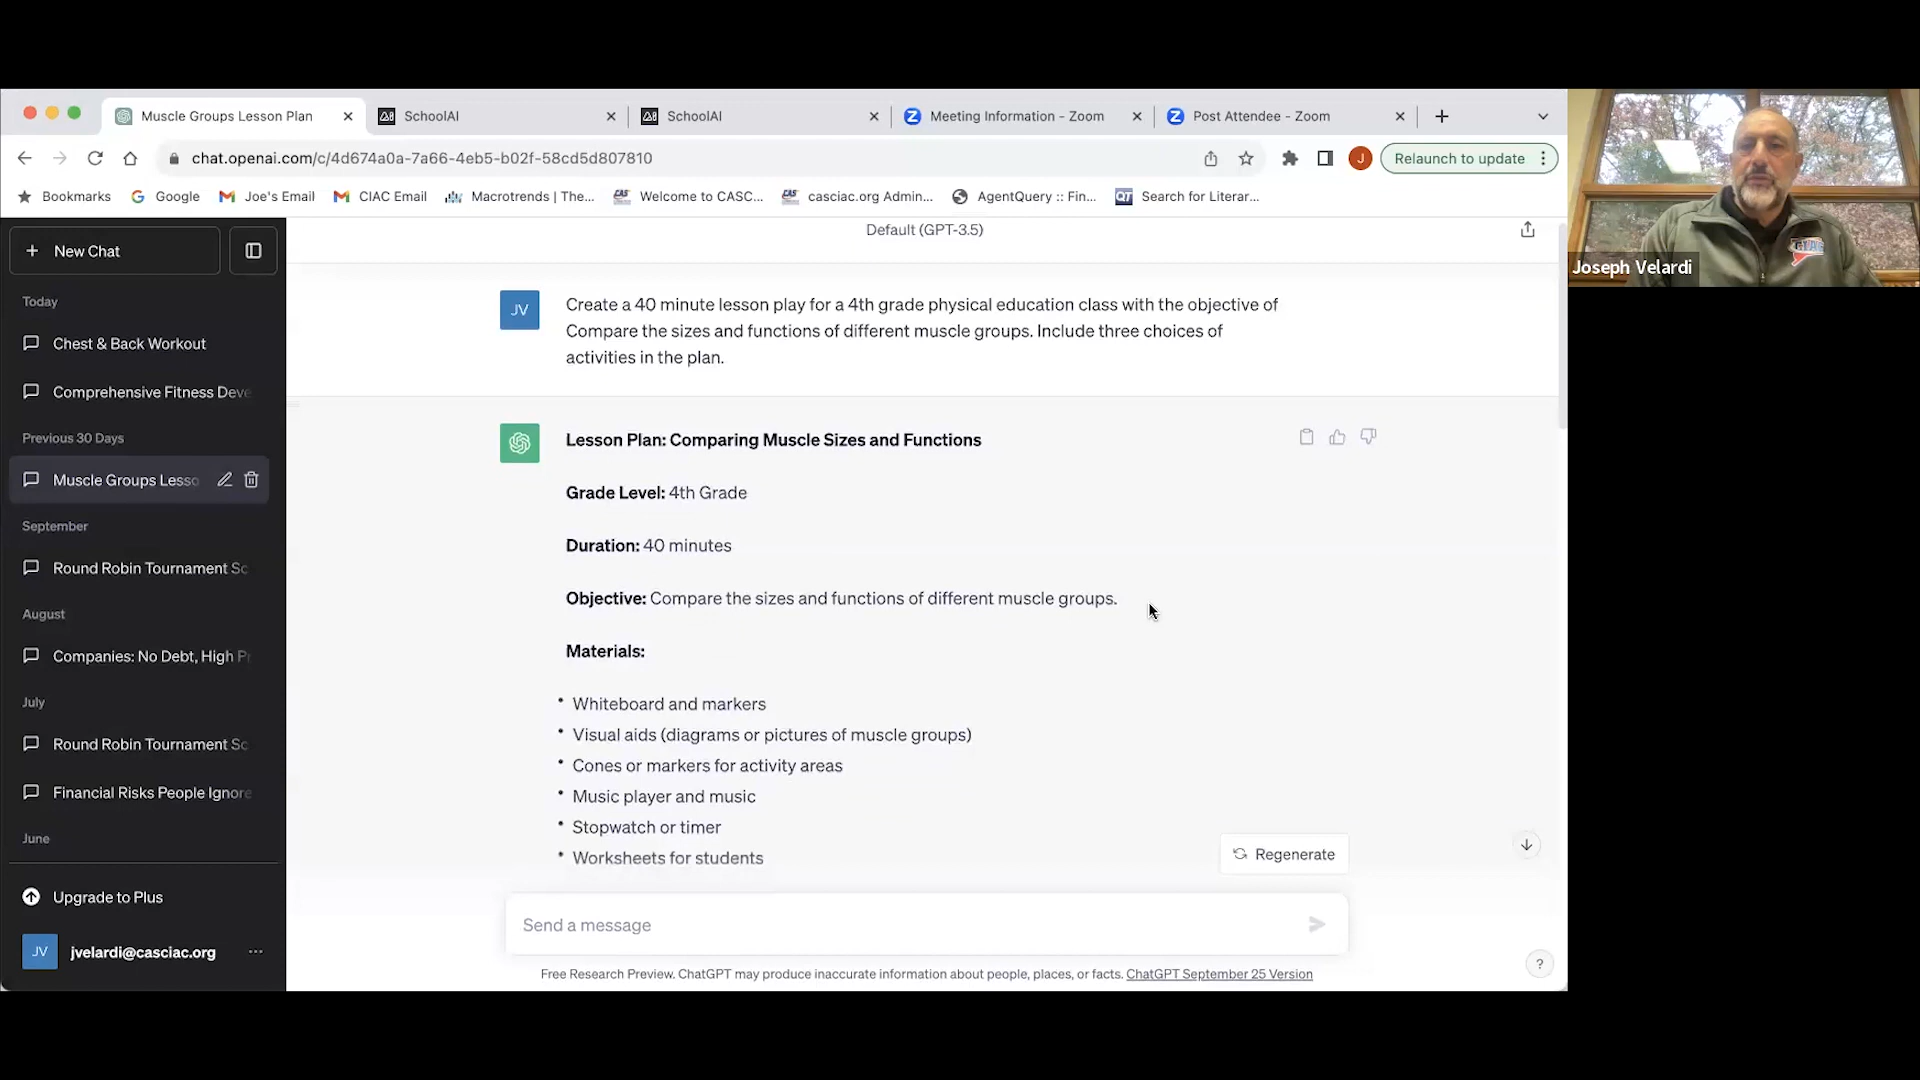 Muscle Groups Lesson Plan
SchoolAI
SchoolAI
Meeting Information - Zoom
Post Attendee - Zoom
chat.openai.com/c/4d674a0a-7a66-4eb5-b02f-58cd5d807810
J
Relaunch to update
Bookmarks
Google
Joe's Email
CIAC Email
Macrotrends | The...
Welcome to CASC...
casciac.org Admin...
AgentQuery :: Fin...
Search for Literar...
Joseph Velardi
New Chat
Today
Chest & Back Workout
Comprehensive Fitness Deve
Previous 30 Days
Muscle Groups Lesso
September
Round Robin Tournament Sc
August
Companies: No Debt, High P
July
Round Robin Tournament Sc
Financial Risks People Ignore
June
Upgrade to Plus
JV
jvelardi@casciac.org
Default (GPT-3.5)
JV
Create a 40 minute lesson play for a 4th grade physical education class with the objective of
Compare the sizes and functions of different muscle groups. Include three choices of
activities in the plan.
Lesson Plan: Comparing Muscle Sizes and Functions
Grade Level: 4th Grade
Duration: 40 minutes
Objective: Compare the sizes and functions of different muscle groups.
Materials:
• Whiteboard and markers
• Visual aids (diagrams or pictures of muscle groups)
• Cones or markers for activity areas
• Music player and music
• Stopwatch or timer
• Worksheets for students
Regenerate
Send a message
Free Research Preview. ChatGPT may produce inaccurate information about people, places, or facts. ChatGPT September 25 Version
?